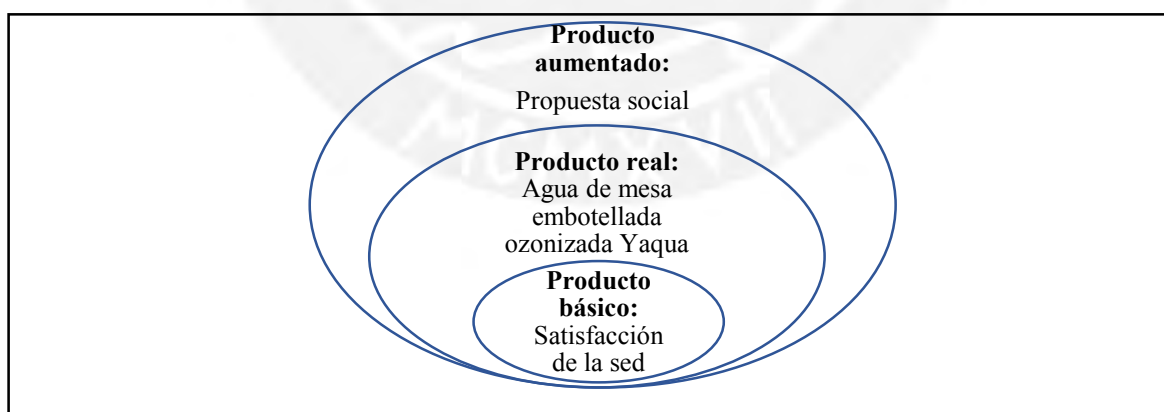 Producto
aumentado:
Propuesta social
Producto real:
Agua de mesa
embotellada
ozonizada Yaqua
Producto
básico:
Satisfacción
de la sed